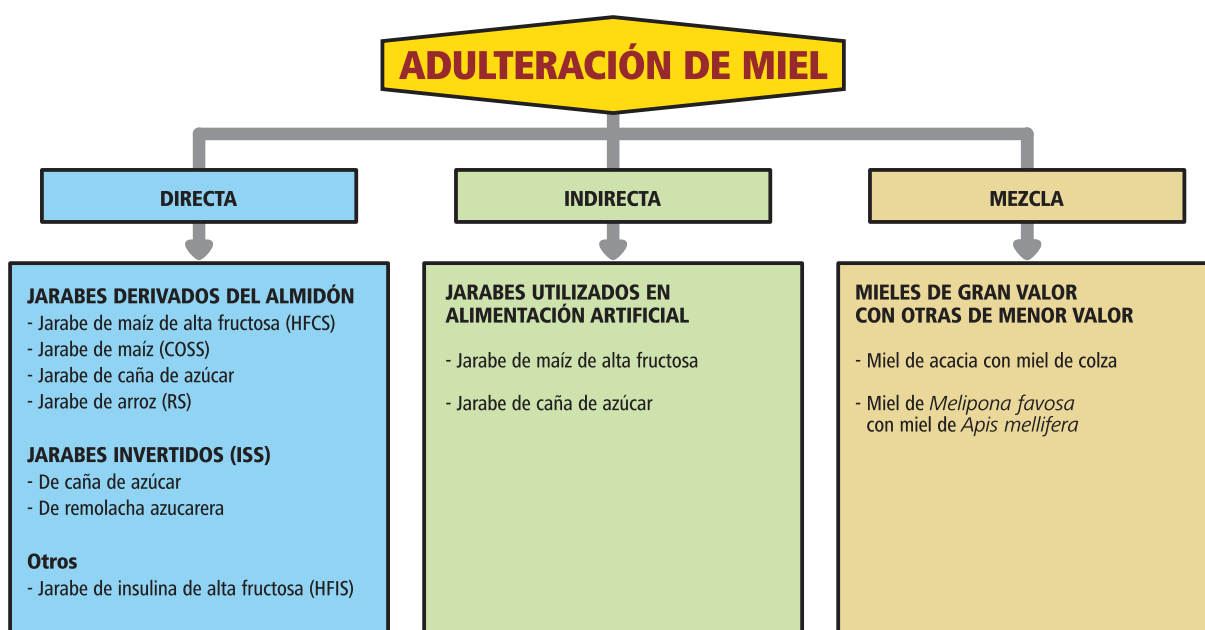 ADULTERACIÓN DE MIEL
DIRECTA
JARABES DERIVADOS DEL ALMIDÓN
- Jarabe de maíz de alta fructosa (HFCS)
- Jarabe de maíz (COSS)
- Jarabe de caña de azúcar
- Jarabe de arroz (RS)
JARABES INVERTIDOS (ISS)
- De caña de azúcar
- De remolacha azucarera
Otros
- Jarabe de insulina de alta fructosa (HFIS)
INDIRECTA
JARABES UTILIZADOS EN
ALIMENTACIÓN ARTIFICIAL
- Jarabe de maíz de alta fructosa
- Jarabe de caña de azúcar
MEZCLA
MIELES DE GRAN VALOR
CON OTRAS DE MENOR VALOR
- Miel de acacia con miel de colza
- Miel de Melipona favosa
con miel de Apis mellifera